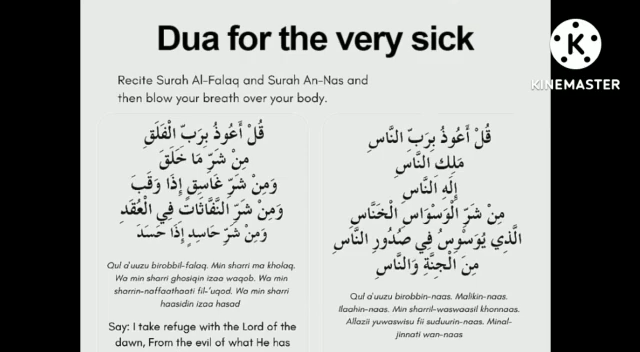 Dua for the very sick
KINEMASTER
Recite Surah Al-Falaq and Surah An-Nas and
then blow your breath over your body.
قُلْ أَعُوذُ بِرَبِّ الْفَلَقِ
مِنْ شَرِّ مَا خَلَقَ
وَمِنْ شَرِّ غَاسِقٍ إِذَا وَقَبَ
وَمِنْ شَرِّ النَّفَّاثَاتِ فِي الْعُقَدِ
وَمِنْ شَرِّ حَاسِدٍ إِذَا حَسَدَ
Qul a'uuzu birobbil-falaq. Min sharri ma kholaq.
Wa min sharri ghosiqin izaa waqob. Wa min
sharrin-naffaathaati fil-'uqod. Wa min sharri
haasidin izaa hasad
Say: I take refuge with the Lord of the
dawn, From the evil of what He has
قُلْ أَعُوذُ بِرَبِّ النَّاسِ
مَلِكِ النَّاسِ
إِلَهِ النَّاسِ
مِنْ شَرِّ الْوَسْوَاسِ الْخَنَّاسِ
الَّذِي يُوَسْوِسُ فِي صُدُورِ النَّاسِ
مِنَ الْجِنَّةِ وَالنَّاسِ
Qul a'uuzu birobbin-naas. Malikin-naas.
Ilaahin-naas. Min sharril-waswaasil khonnaas.
Allazii yuwaswisu fii suduurin-naas. Minal-
jinnati wan-naas